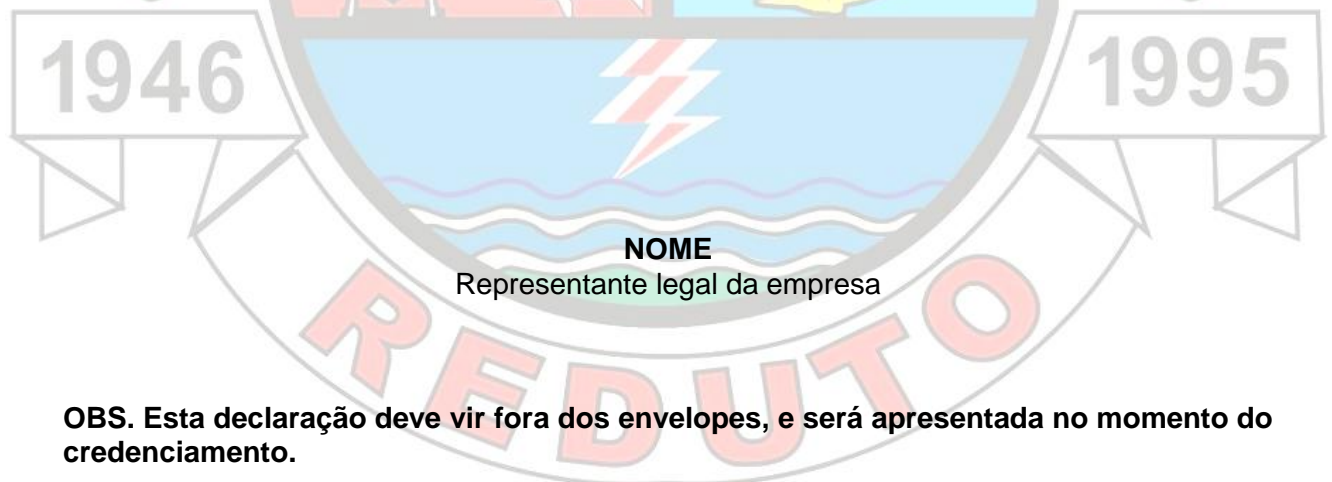 1946
1995
NOME
Representante legal da empresa
REDUTO
OBS. Esta declaração deve vir fora dos envelopes, e será apresentada no momento do
credenciamento.